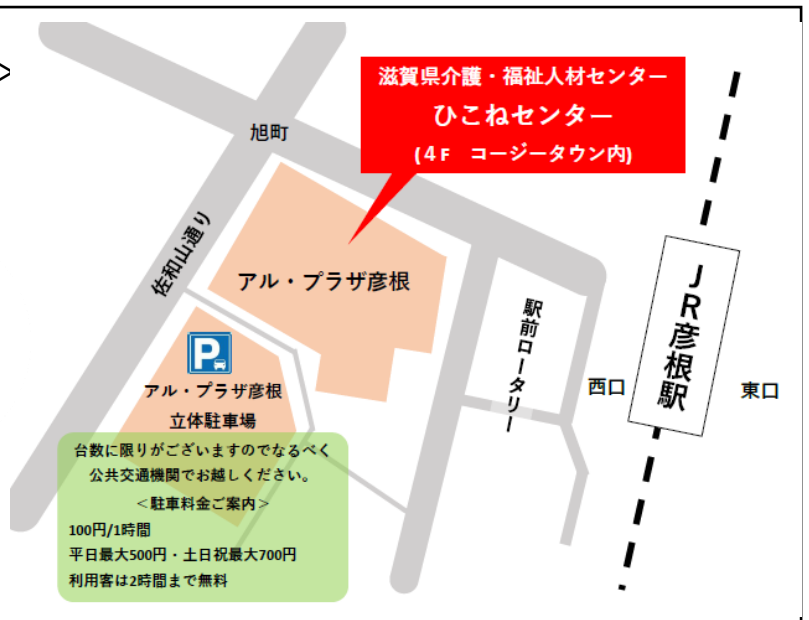 >
滋賀県介護・福祉人材センター
ひこねセンター
(４F　コージータウン内)
旭町
佐和山通り
アル・プラザ彦根
駅前ロータリー
ＪＲ彦根駅
西口
東口
P
アル・プラザ彦根
立体駐車場
台数に限りがございますのでなるべく
公共交通機関でお越しください。
＜駐車料金ご案内＞
100円/1時間
平日最大500円・土日祝最大700円
利用客は2時間まで無料